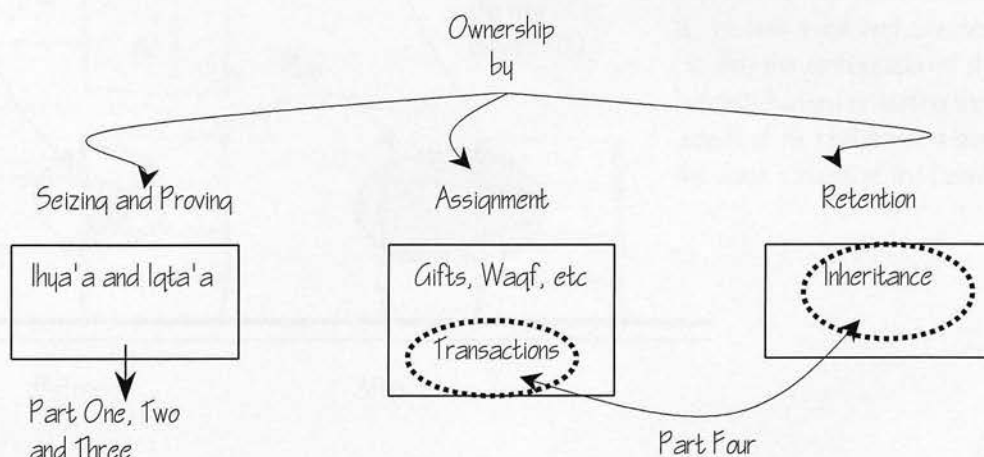 Ownership
by
Seizing and Proving
Assignment
Retention
Ihya'a and Iqta'a
Gifts, Waqf, etc
Inheritance
Transactions
Part One, Two
and Three
Part Four